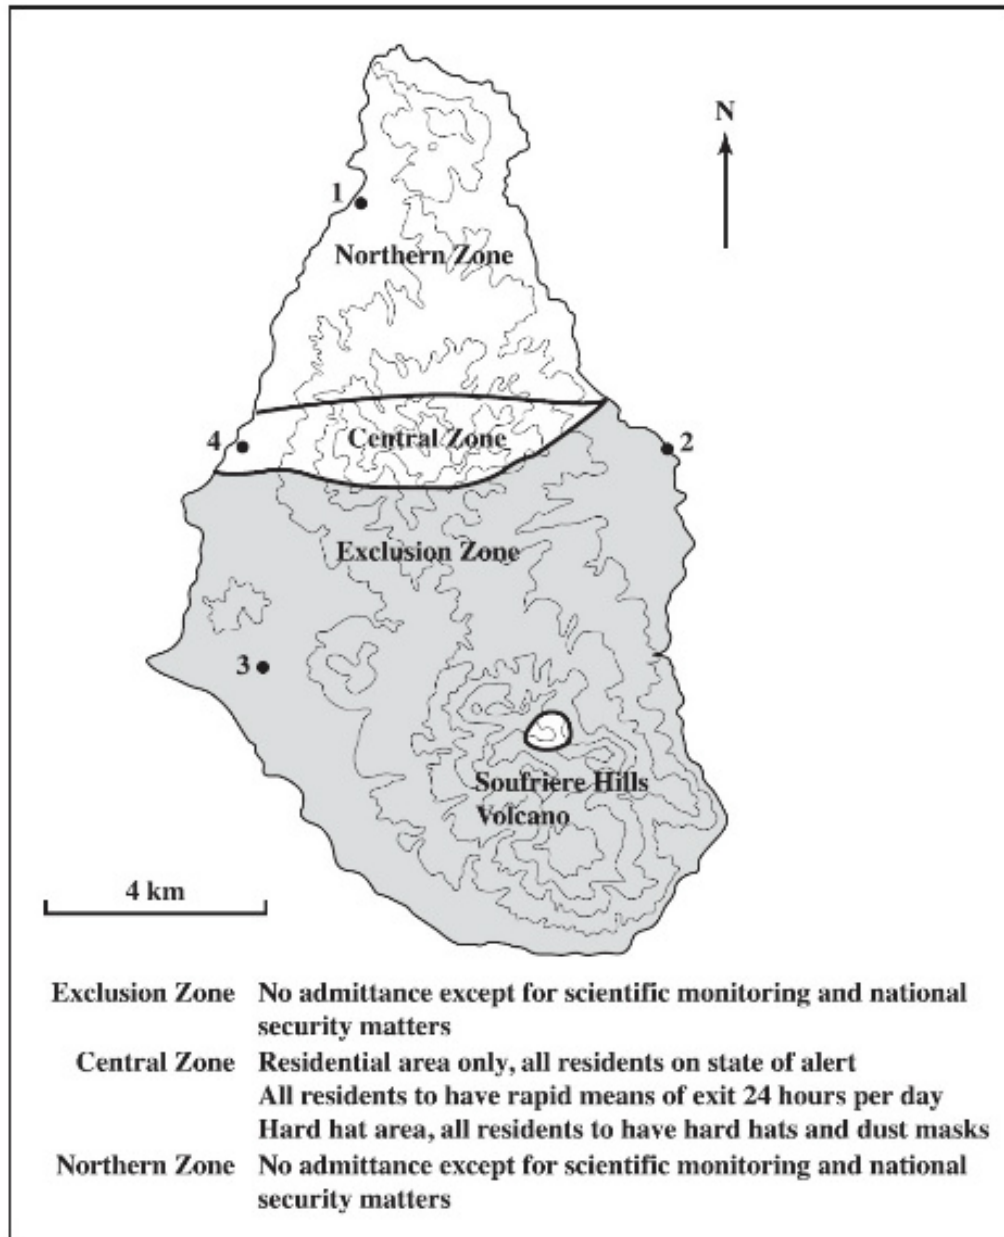 N
1
Northern Zone
4
Central Zone
2
Exclusion Zone
3
Soufriere Hills
Volcano
4 km
Exclusion Zone No admittance except for scientific monitoring and national
security matters
Central Zone Residential area only, all residents on state of alert
All residents to have rapid means of exit 24 hours per day
Hard hat area, all residents to have hard hats and dust masks
Northern Zone No admittance except for scientific monitoring and national
security matters